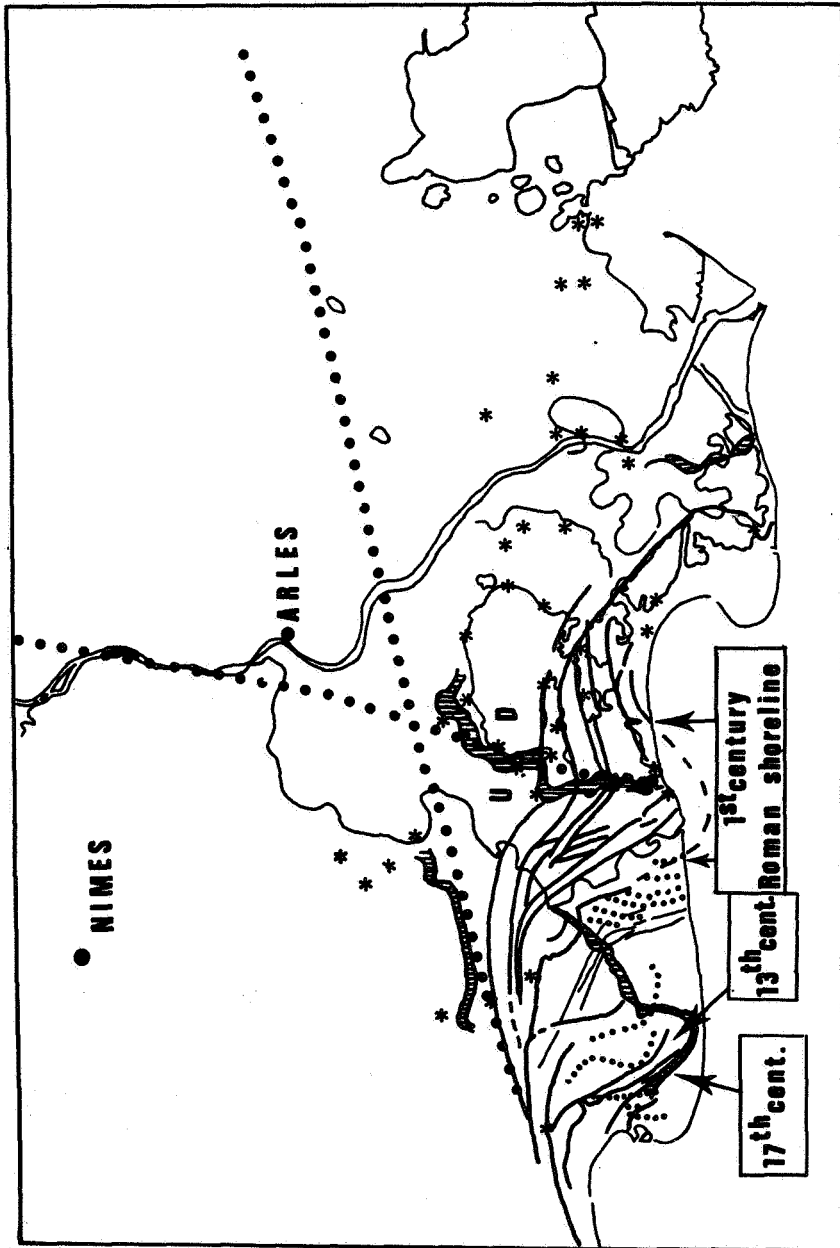 NIMES
ARLES
U D
1st century
Roman shoreline
13th cent.
17th cent.